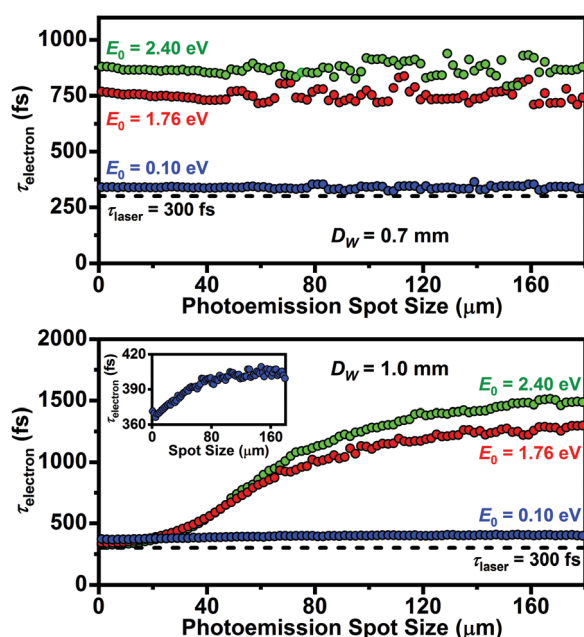 1000
750
500
250
0
τelectron (fs)
E0 = 2.40 eV
E0 = 1.76 eV
E0 = 0.10 eV
τlaser = 300 fs
DW = 0.7 mm
0 40 80 120 160
Photoemission Spot Size (μm)
2000
1500
1000
500
0
τelectron (fs)
420
390
360
τelectron (fs)
0 80 160
Spot Size (μm)
DW = 1.0 mm
E0 = 2.40 eV
E0 = 1.76 eV
E0 = 0.10 eV
τlaser = 300 fs
0 40 80 120 160
Photoemission Spot Size (μm)